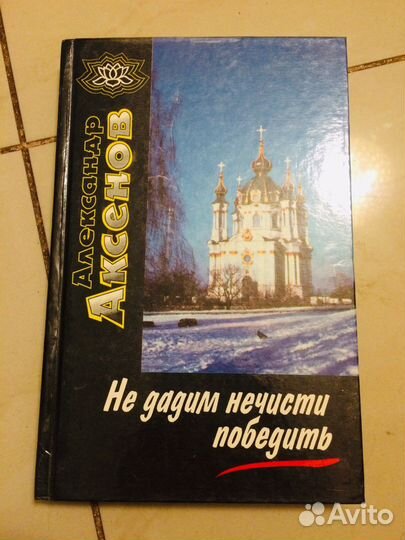 Александр
Аксенов
Не дадим нечисти
победить
Avito